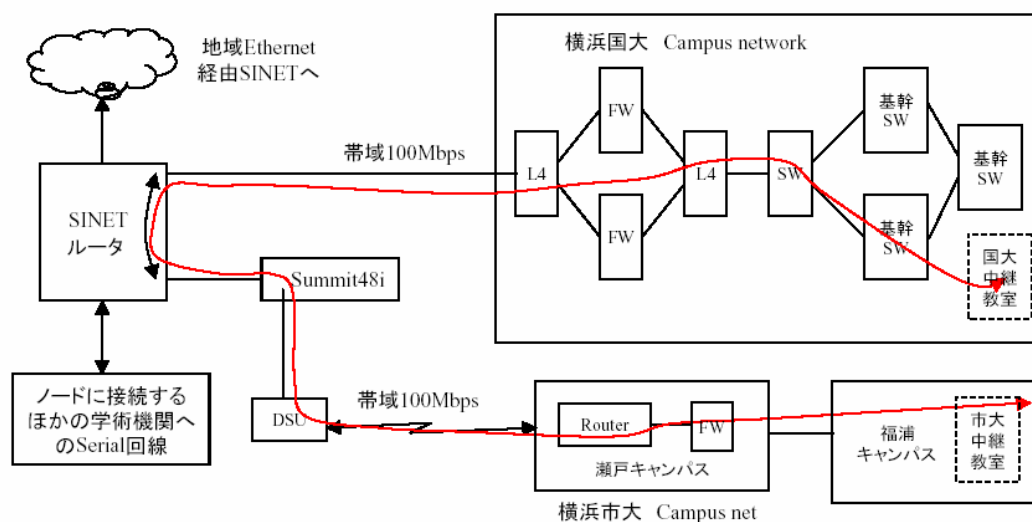 地域Ethernet
経由SINETへ
横浜国大 Campus network
帯域100Mbps
FW
基幹
SW
L4
L4
SW
基幹
SW
FW
基幹
SW
SINET
ルータ
Summit48i
国大
中継
教室
ノードに接続する
ほかの学術機関へ
のSerial回線
DSU
帯域100Mbps
Router
FW
瀬戸キャンパス
福浦
キャンパス
市大
中継
教室
横浜市大 Campus net